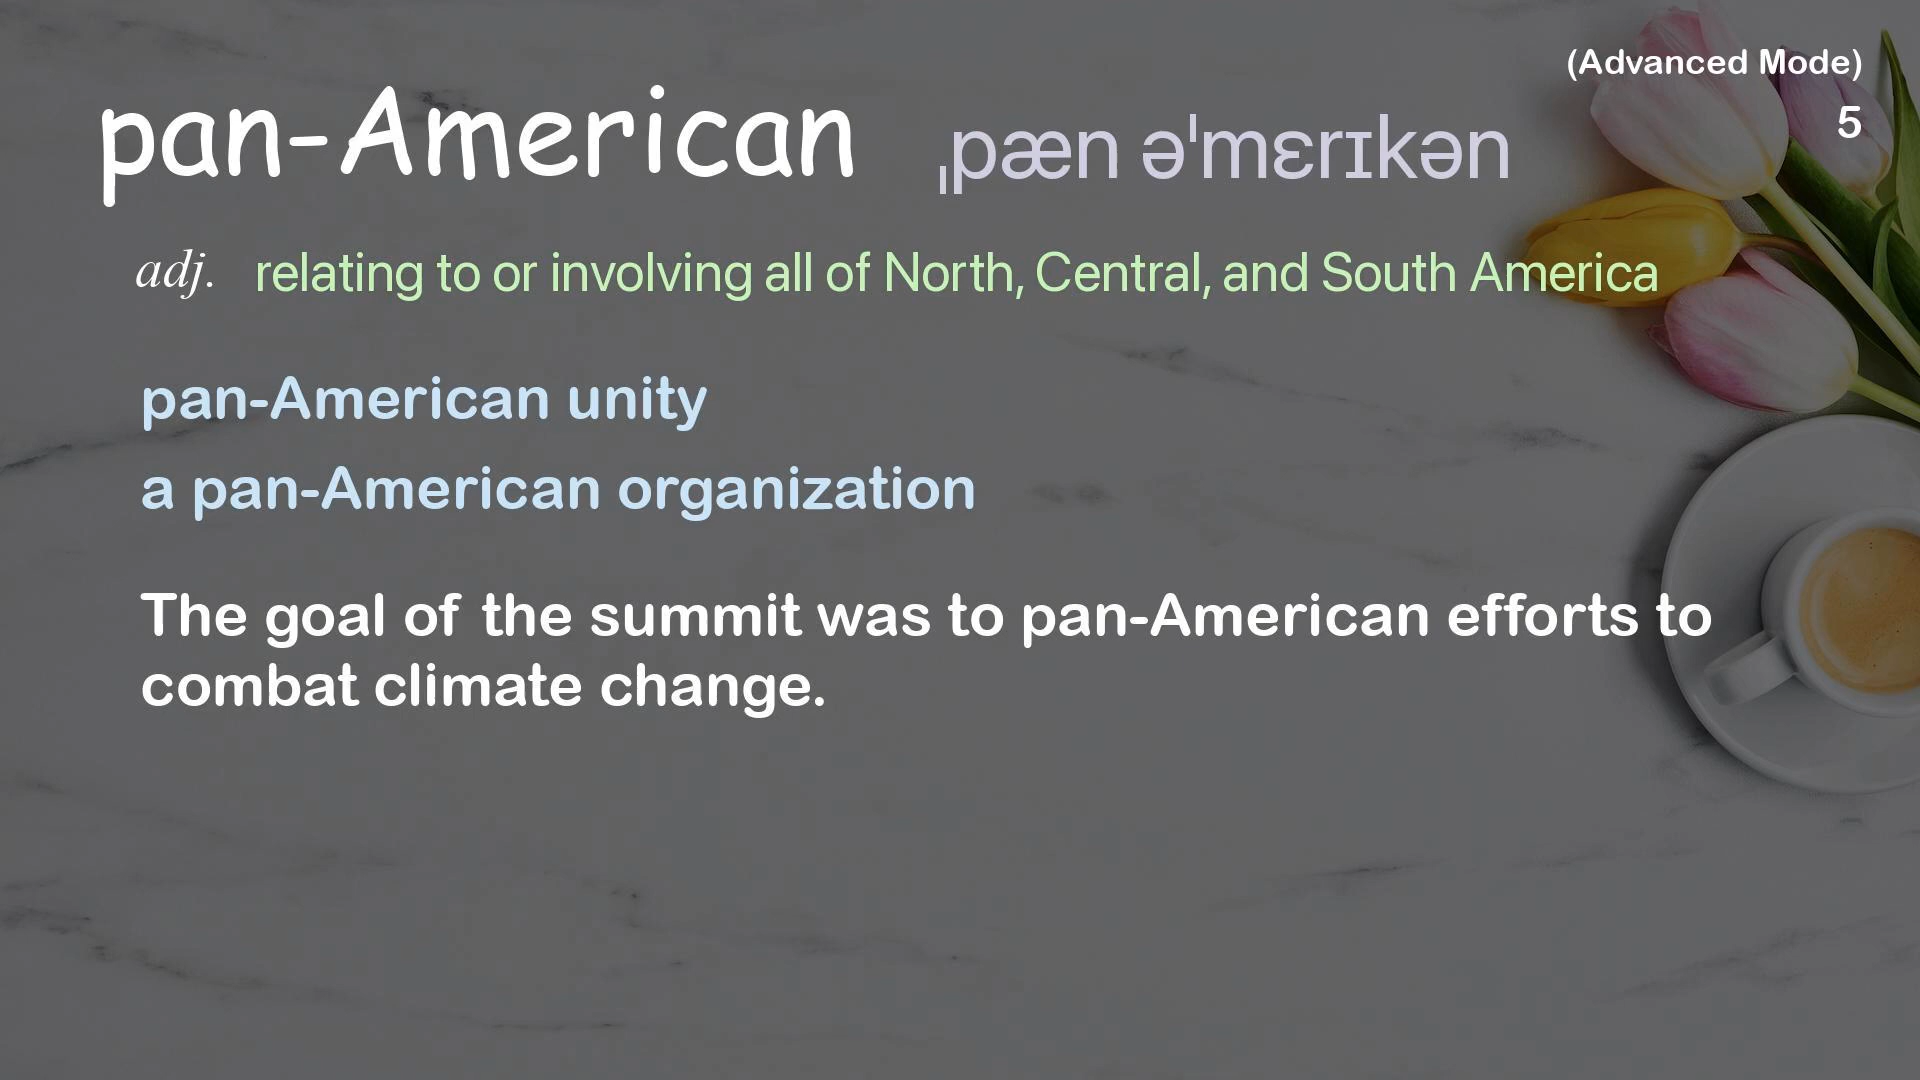 (Advanced Mode)
pan-American ˌpæn əˈmɛrɪkən
5
adj. relating to or involving all of North, Central, and South America
pan-American unity
a pan-American organization
The goal of the summit was to pan-American efforts to
combat climate change.